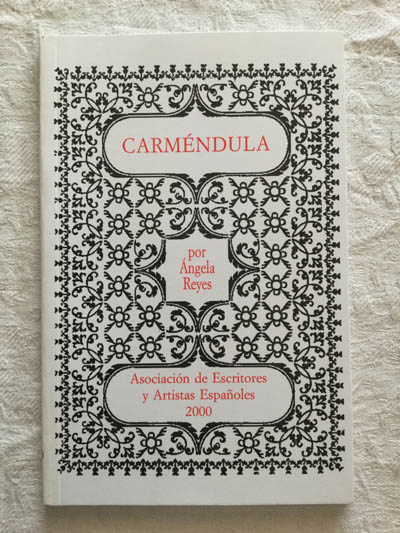 CARMÉNDULA
por
Ángela
Reyes
Asociación de Escritores
y Artistas Españoles
2000